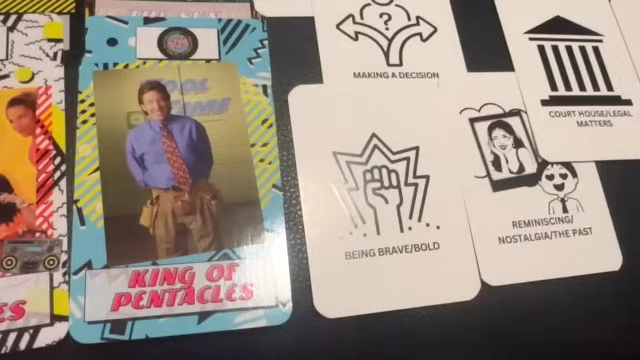 MAKING A DECISION
?
COURT HOUSE/LEGAL
MATTERS
BEING BRAVE/BOLD
REMINISCING/
NOSTALGIA/THE PAST
KING OF
PENTACLES